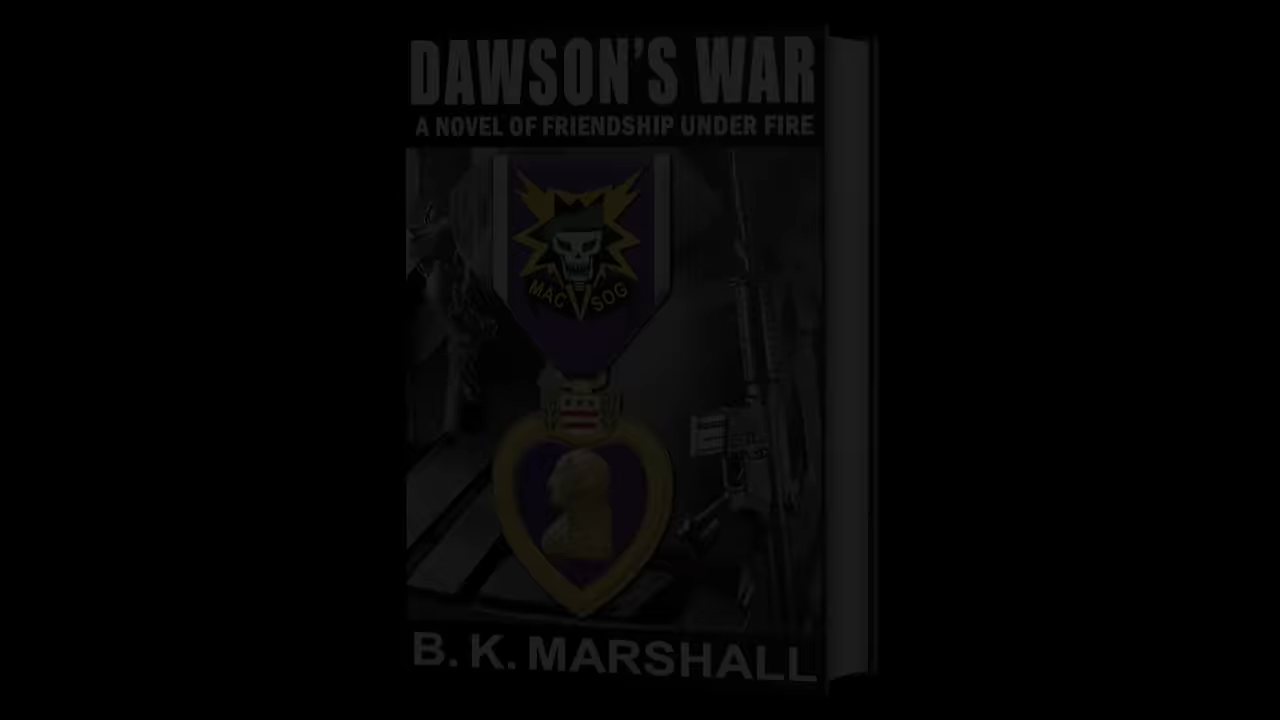 DAWSON'S WAR
A NOVEL OF FRIENDSHIP UNDER FIRE
MAC SOG
B. K. MARSHALL